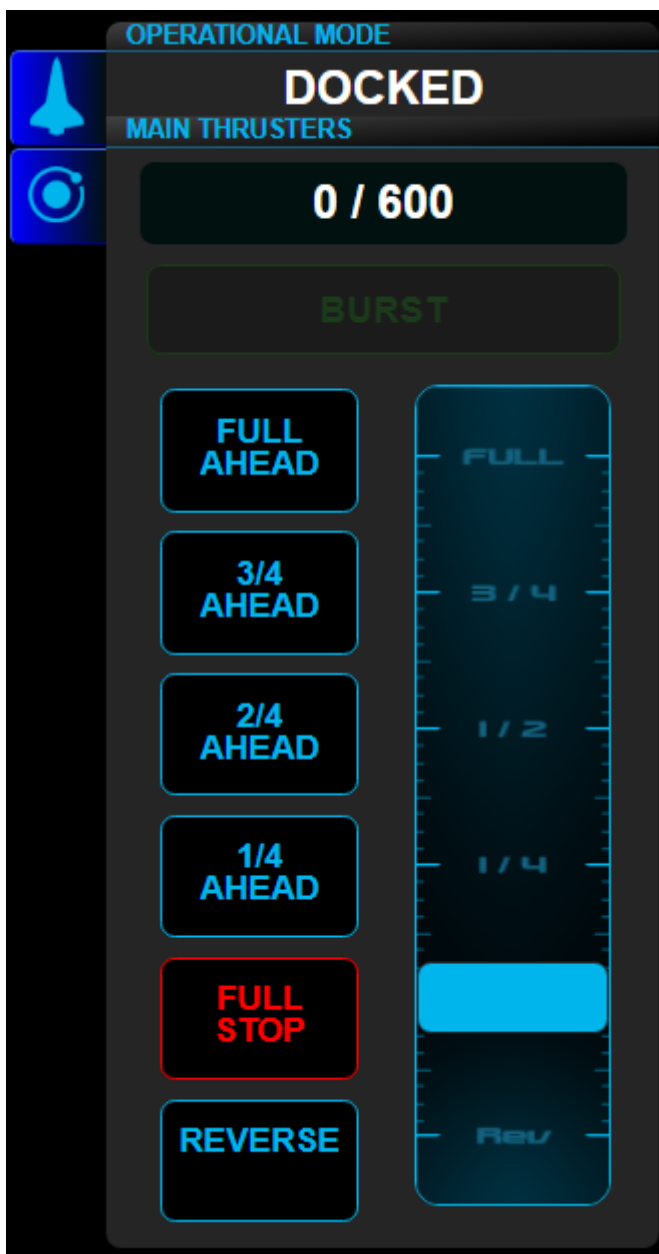 OPERATIONAL MODE
DOCKED
MAIN THRUSTERS
0 / 600
BURST
FULL
AHEAD
3/4
AHEAD
2/4
AHEAD
1/4
AHEAD
FULL
STOP
REVERSE
FULL
3/4
1/2
1/4
Rev